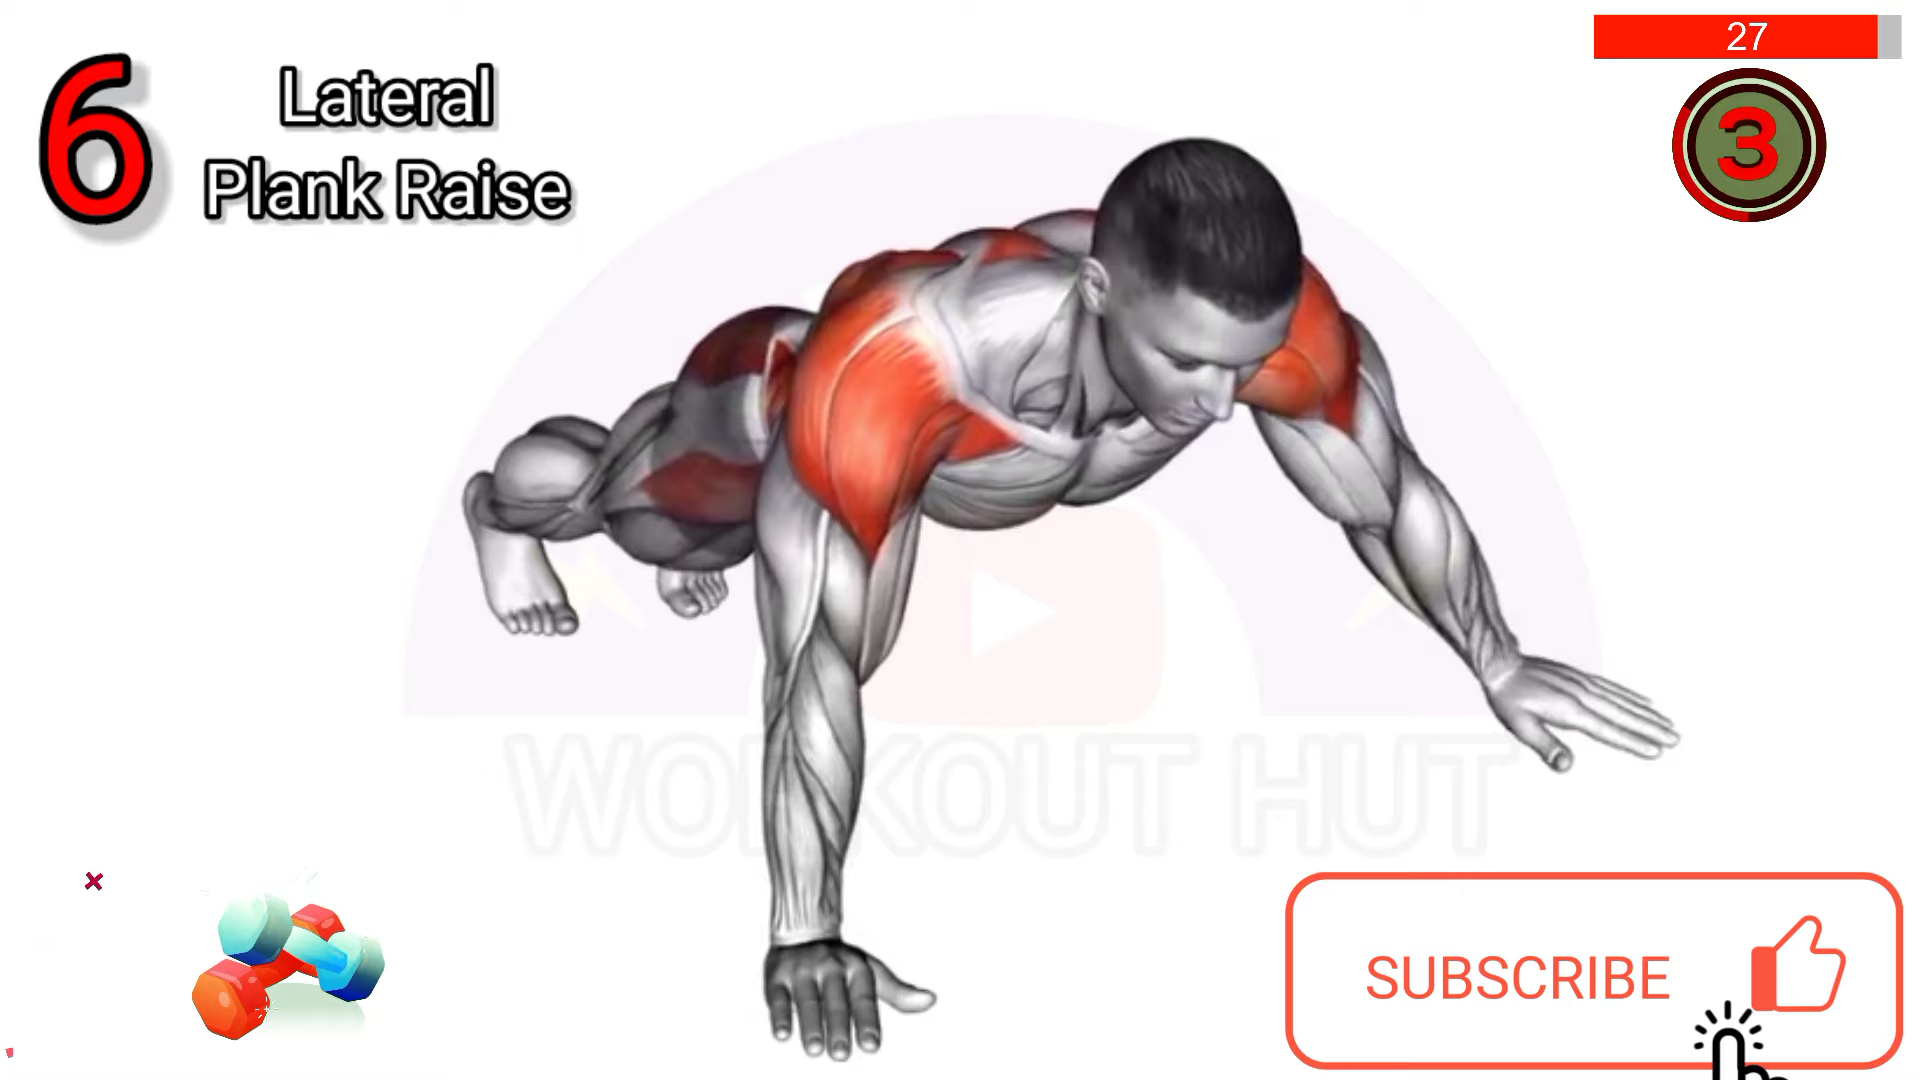 6
Lateral
Plank Raise
27
3
WORKOUT HUT
SUBSCRIBE